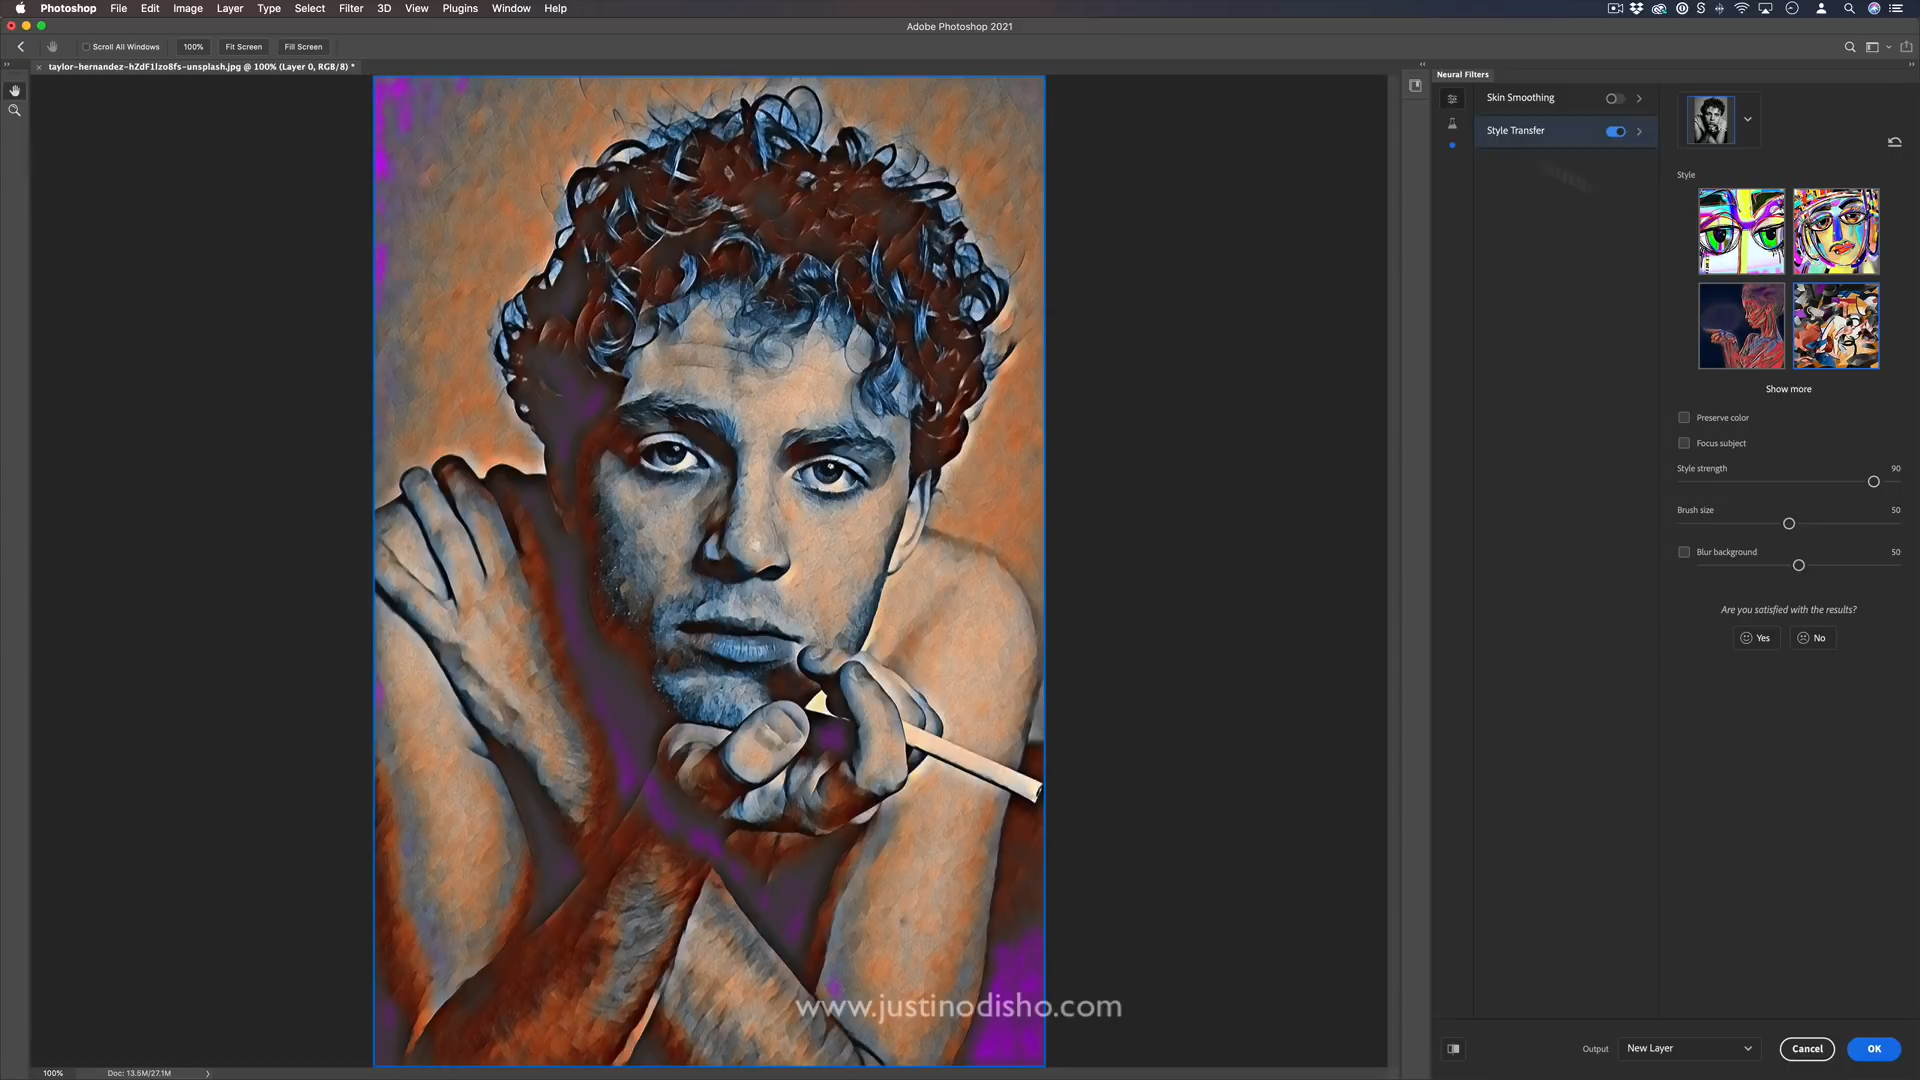 Photoshop File Edit Image Layer Type Select Filter 3D View Plugins Window Help
Adobe Photoshop 2021
Scroll All Windows 100% Fit Screen Fill Screen
taylor-hernandez-hZdF1lzo8fs-unsplash.jpg @ 100% (Layer 0, RGB/8) *
Neural Filters
Skin Smoothing
Style Transfer
Style
Show more
Preserve color
Focus subject
Style strength 90
Brush size 50
Blur background 50
Are you satisfied with the results?
Yes No
www.justinodisho.com
Output New Layer Cancel OK
100% Doc: 13.5M/27.1M